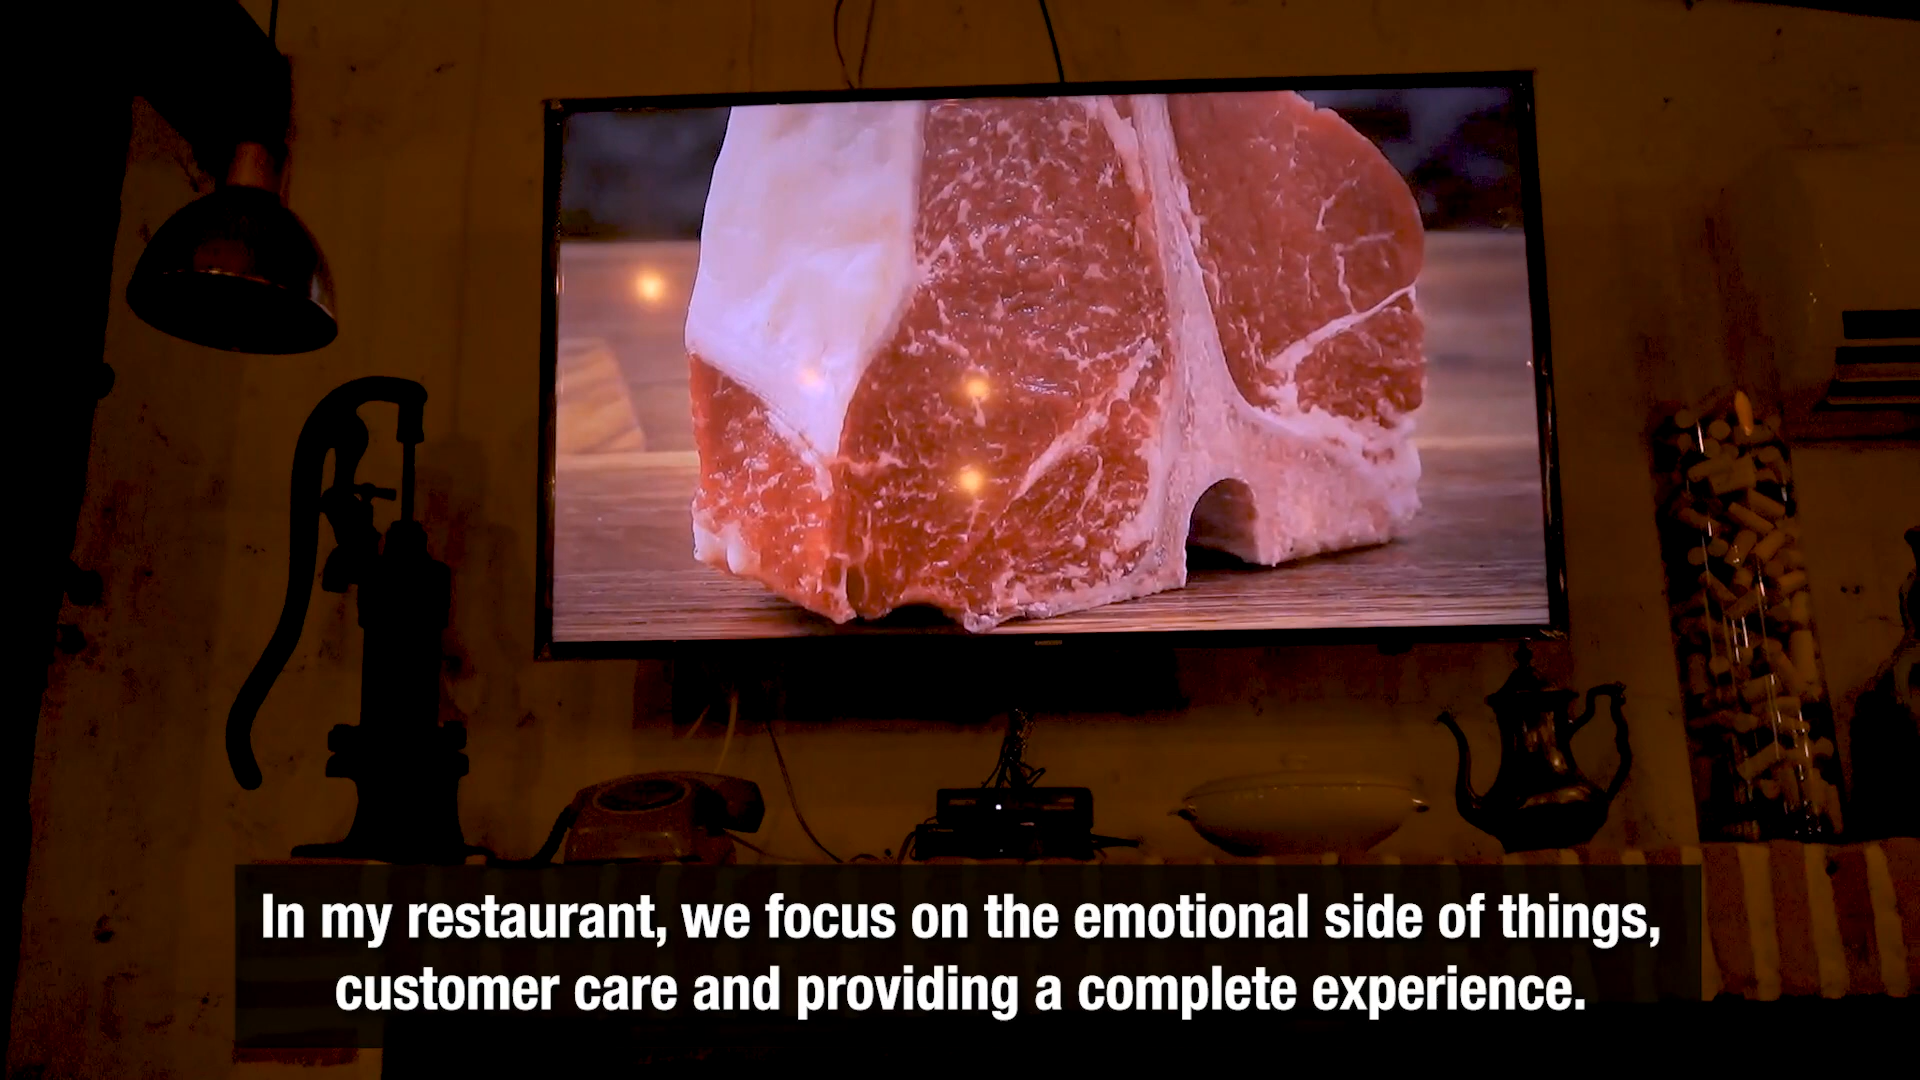 In my restaurant, we focus on the emotional side of things,
customer care and providing a complete experience.